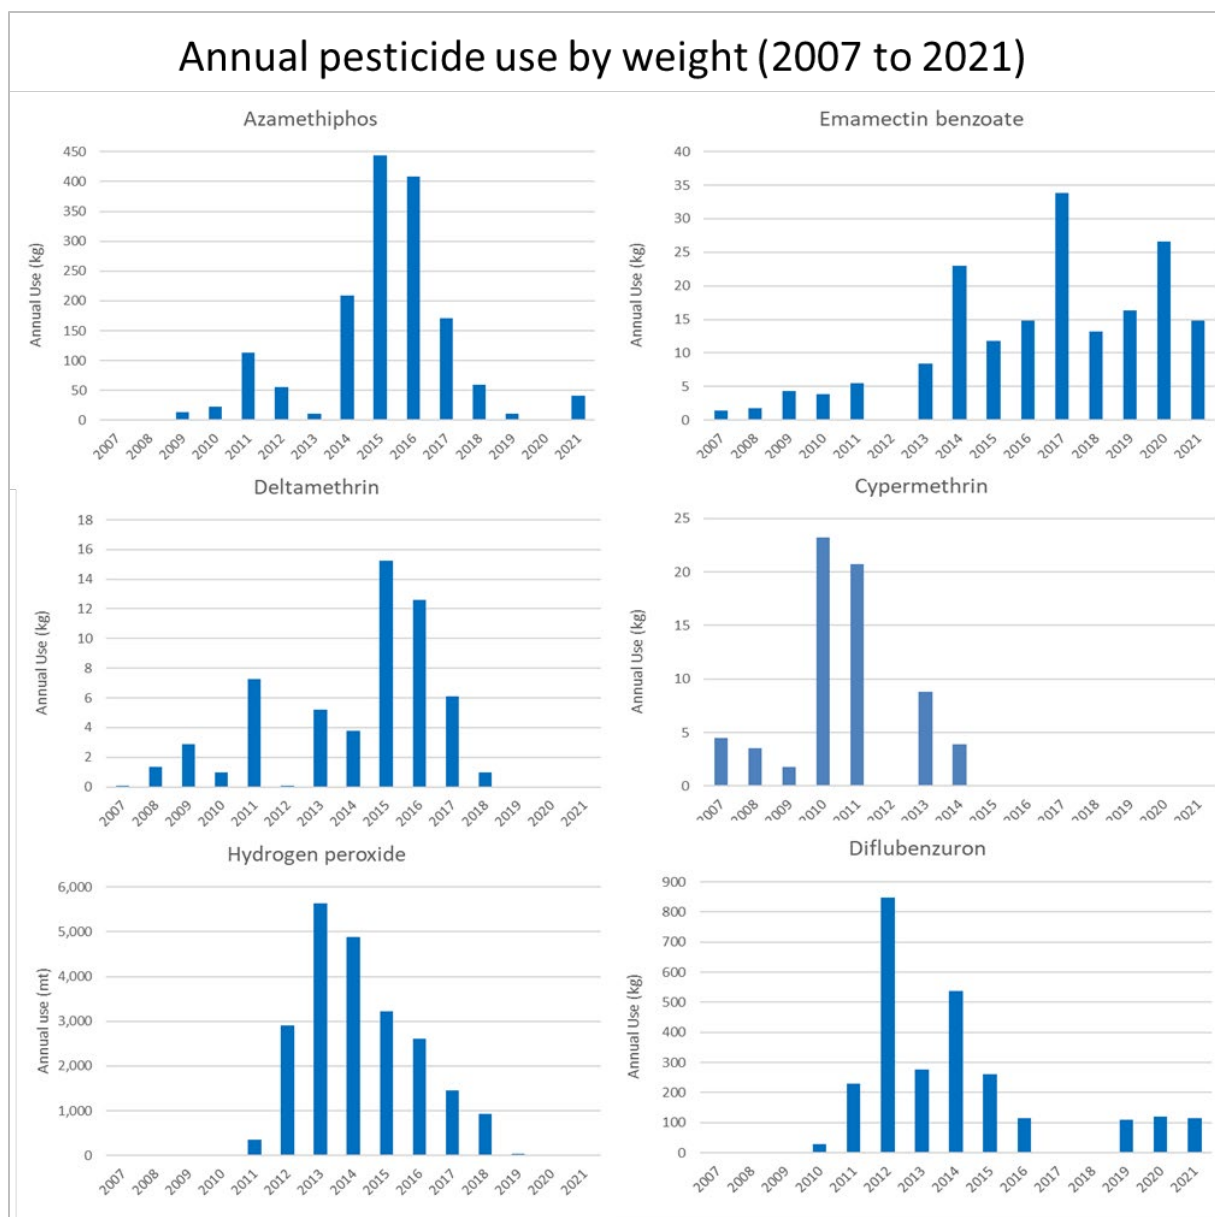 Annual pesticide use by weight (2007 to 2021)
Azamethiphos
Annual Use (kg)
450
400
350
300
250
200
150
100
50
0
2007 2008 2009 2010 2011 2012 2013 2014 2015 2016 2017 2018 2019 2020 2021
Emamectin benzoate
Annual Use (kg)
40
35
30
25
20
15
10
5
0
2007 2008 2009 2010 2011 2012 2013 2014 2015 2016 2017 2018 2019 2020 2021
Deltamethrin
Annual Use (kg)
18
16
14
12
10
8
6
4
2
0
2007 2008 2009 2010 2011 2012 2013 2014 2015 2016 2017 2018 2019 2020 2021
Cypermethrin
Annual Use (kg)
25
20
15
10
5
0
2007 2008 2009 2010 2011 2012 2013 2014 2015 2016 2017 2018 2019 2020 2021
Hydrogen peroxide
Annual use (mt)
6,000
5,000
4,000
3,000
2,000
1,000
0
2007 2008 2009 2010 2011 2012 2013 2014 2015 2016 2017 2018 2019 2020 2021
Diflubenzuron
Annual Use (kg)
900
800
700
600
500
400
300
200
100
0
2007 2008 2009 2010 2011 2012 2013 2014 2015 2016 2017 2018 2019 2020 2021